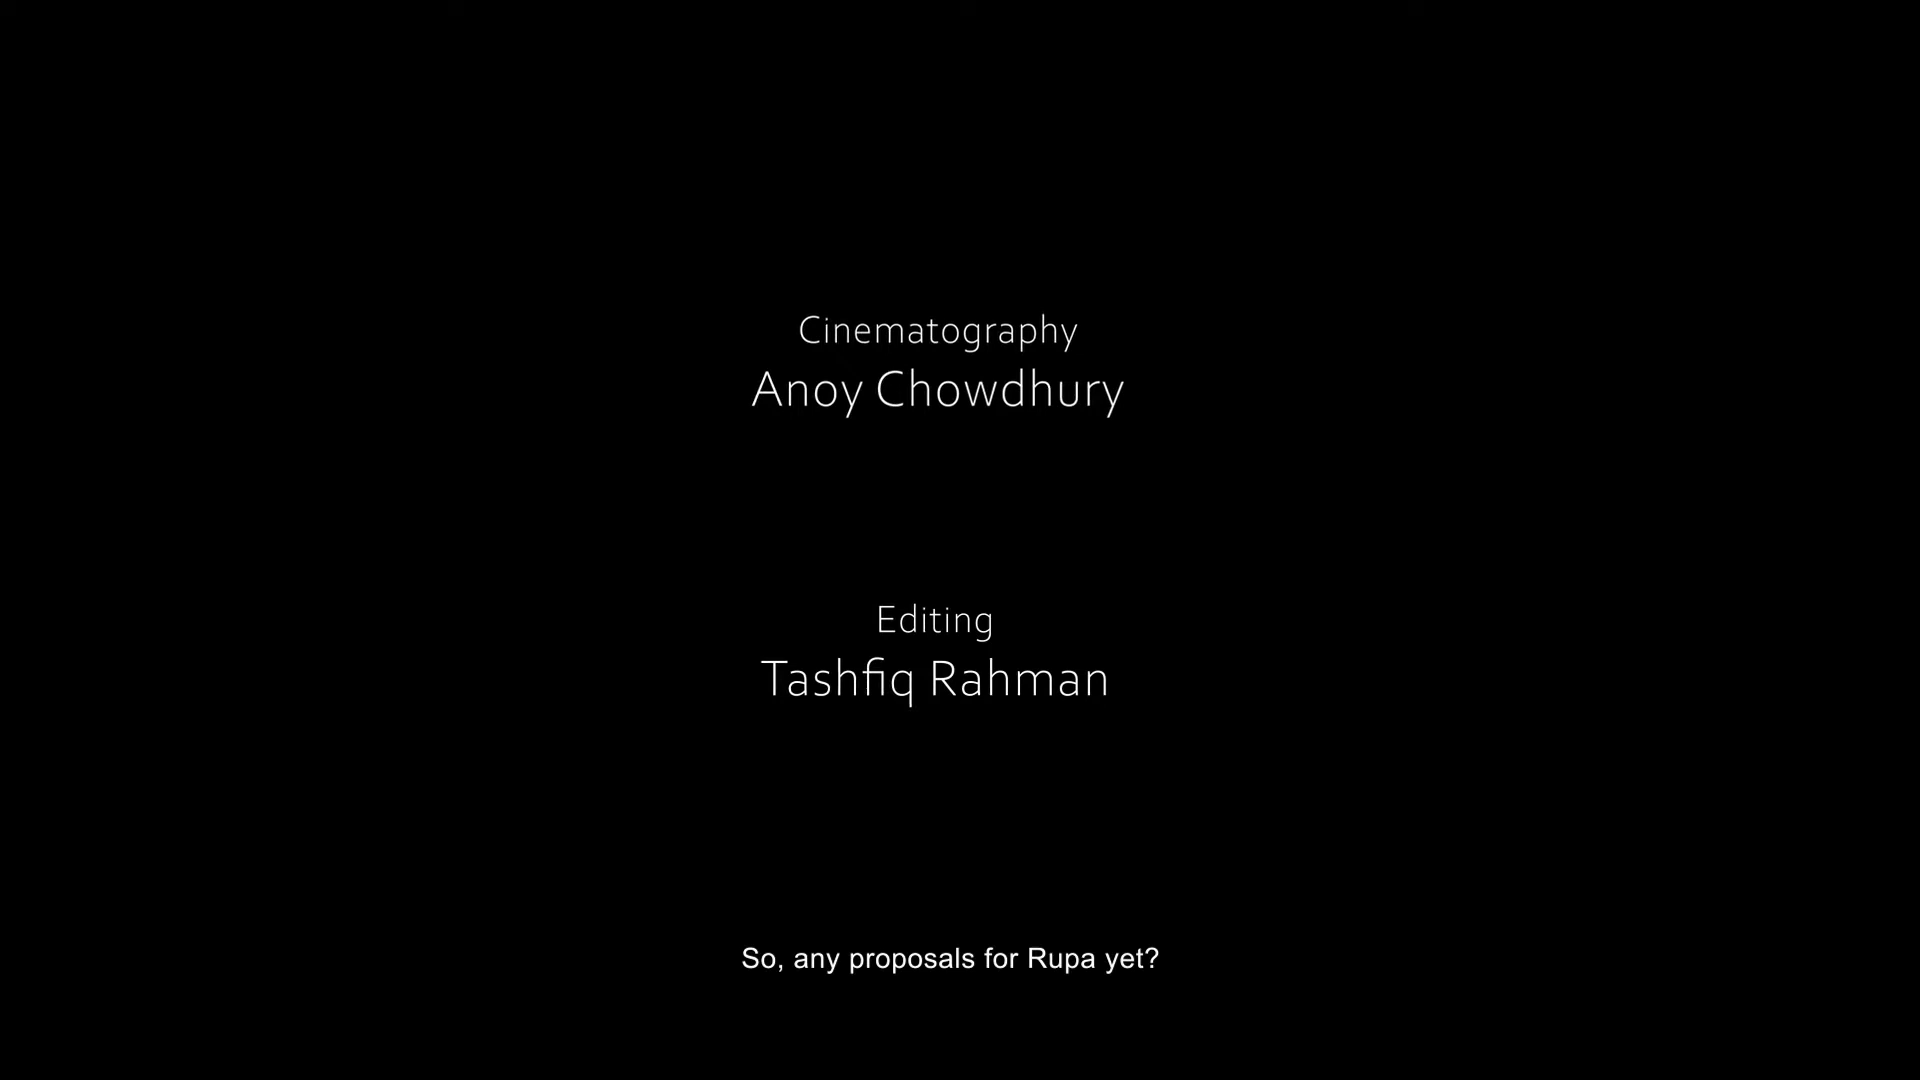 Cinematography
Anoy Chowdhury
Editing
Tashfiq Rahman
So, any proposals for Rupa yet?